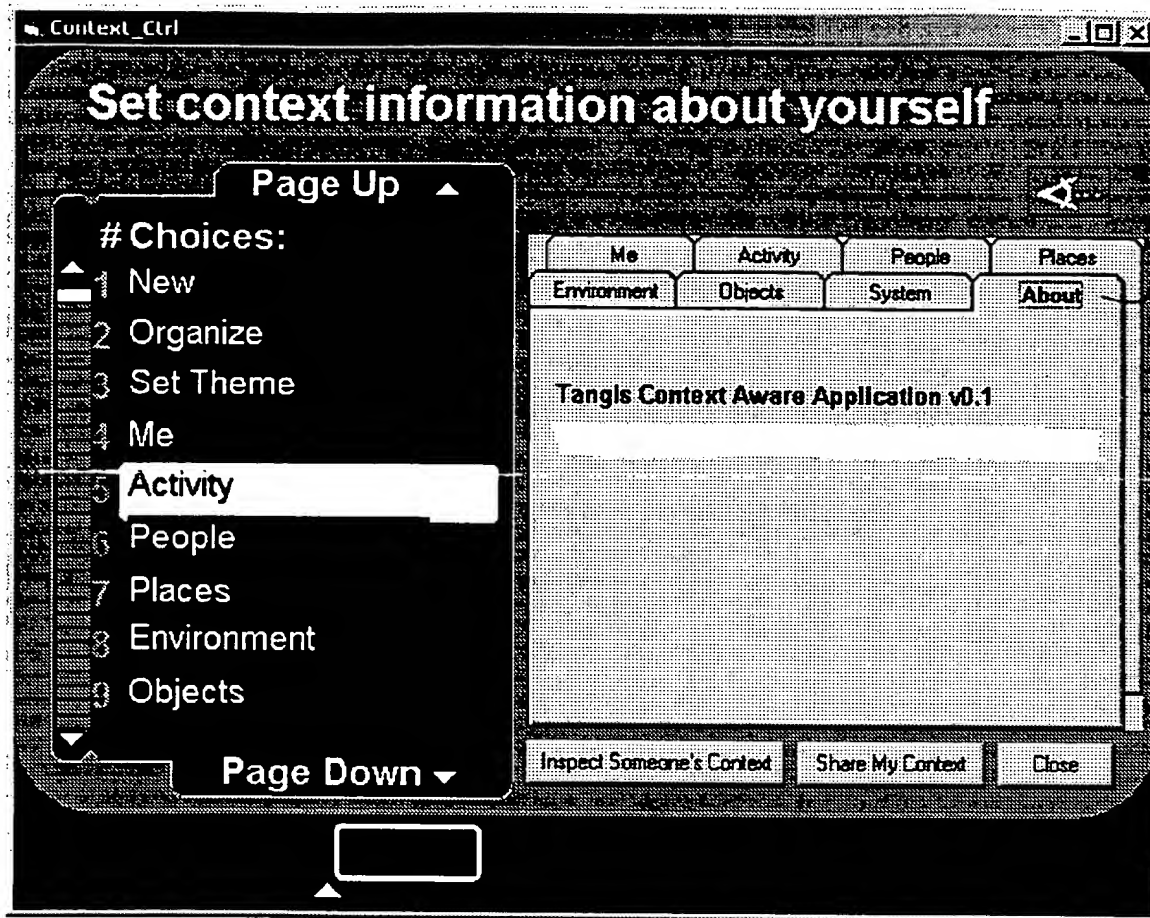 Context_Ctrl
Set context information about yourself
Page Up
# Choices:
1 New
2 Organize
3 Set Theme
4 Me
5 Activity
6 People
7 Places
8 Environment
9 Objects
Page Down
Me Activity People Places
Environment Objects System About
Tangis Context Aware Application v0.1
Inspect Someone's Context Share My Context Close